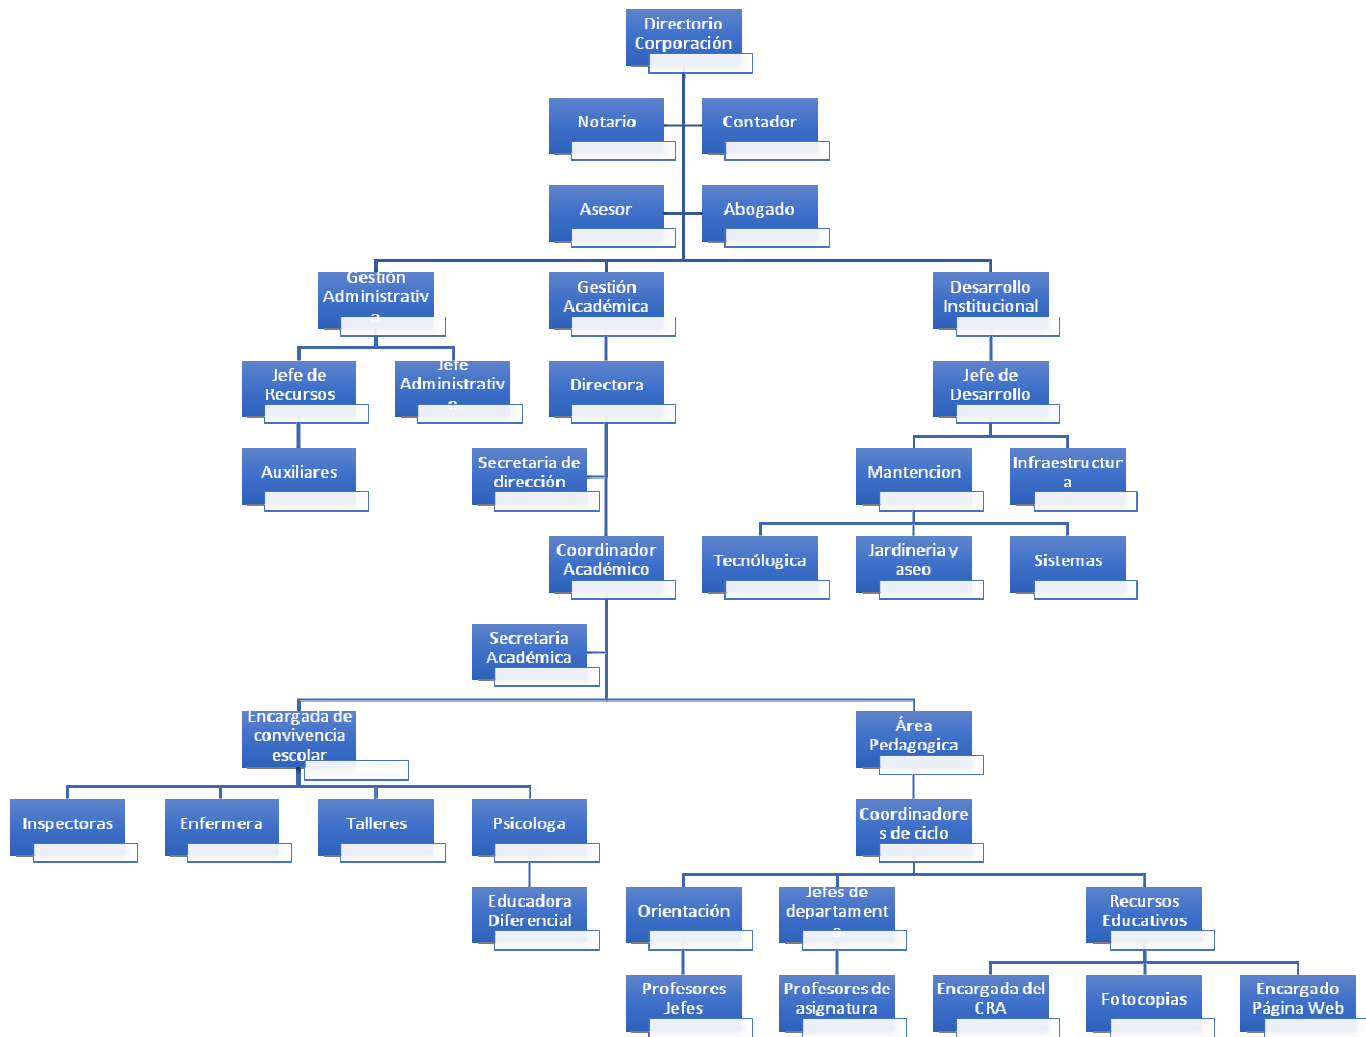 Directorio
Corporación
Notario
Contador
Asesor
Abogado
Gestión
Administrativ
a
Gestión
Académica
Desarrollo
Institucional
Jefe de
Recursos
Jefe
Administrativ
o
Directora
Jefe de
Desarrollo
Auxiliares
Secretaria de
dirección
Mantencion
Infraestructur
a
Coordinador
Académico
Tecnólogica
Jardineria y
aseo
Sistemas
Secretaria
Académica
Encargada de
convivencia
escolar
Área
Pedagogica
Inspectoras
Enfermera
Talleres
Psicologa
Coordinadore
s de ciclo
Educadora
Diferencial
Orientación
Jefes de
departament
o
Recursos
Educativos
Profesores
Jefes
Profesores de
asignatura
Encargada del
CRA
Fotocopias
Encargado
Página Web